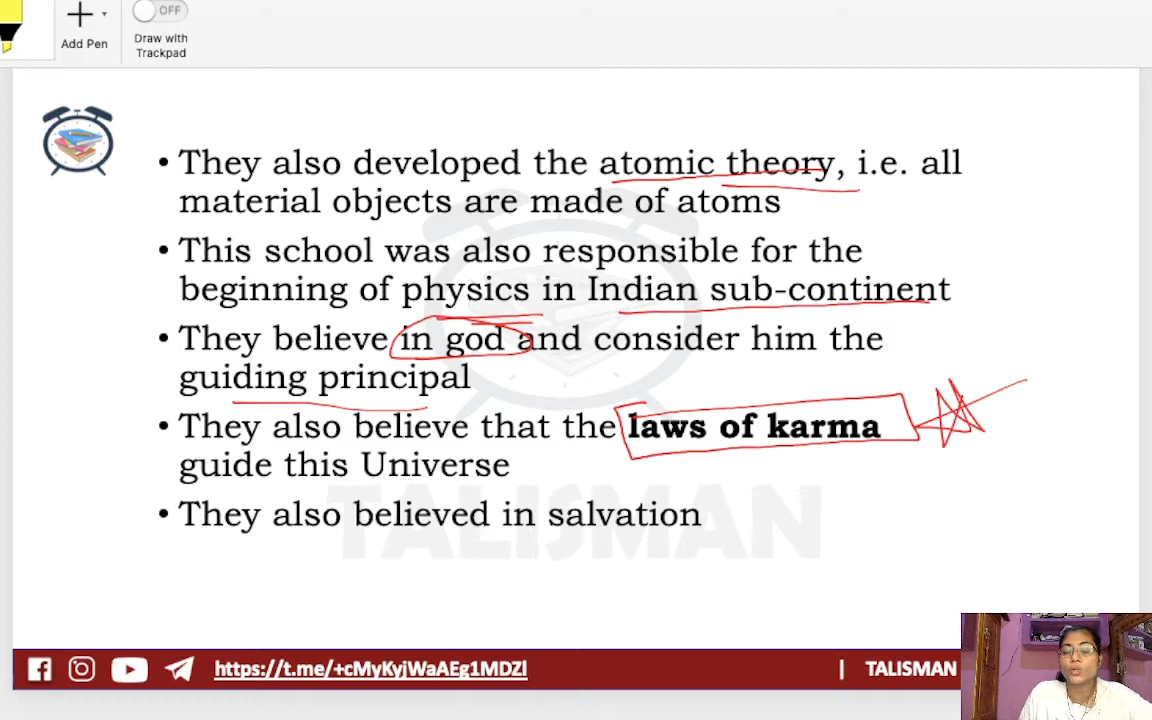 OFF
Add Pen
Draw with
Trackpad
• They also developed the atomic theory, i.e. all
material objects are made of atoms
• This school was also responsible for the
beginning of physics in Indian sub-continent
• They believe in god and consider him the
guiding principal
• They also believe that the laws of karma
guide this Universe
• They also believed in salvation
TALISMAN
https://t.me/+cMyKyjWaAEg1MDZl
| TALISMAN